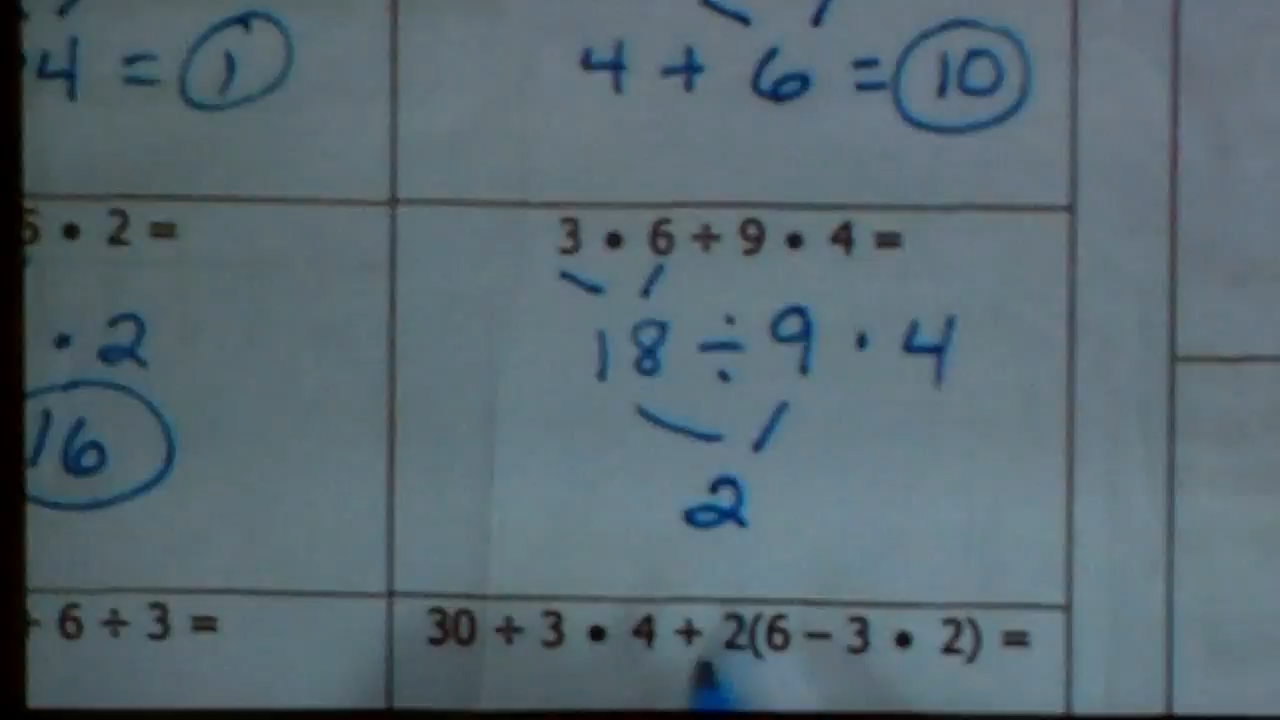 4 = 1
4 + 6 = 10
• 2 =
3 • 6 ÷ 9 • 4 =
· 2
18 ÷ 9 · 4
16
2
6 ÷ 3 =
30 ÷ 3 • 4 + 2(6 − 3 • 2) =